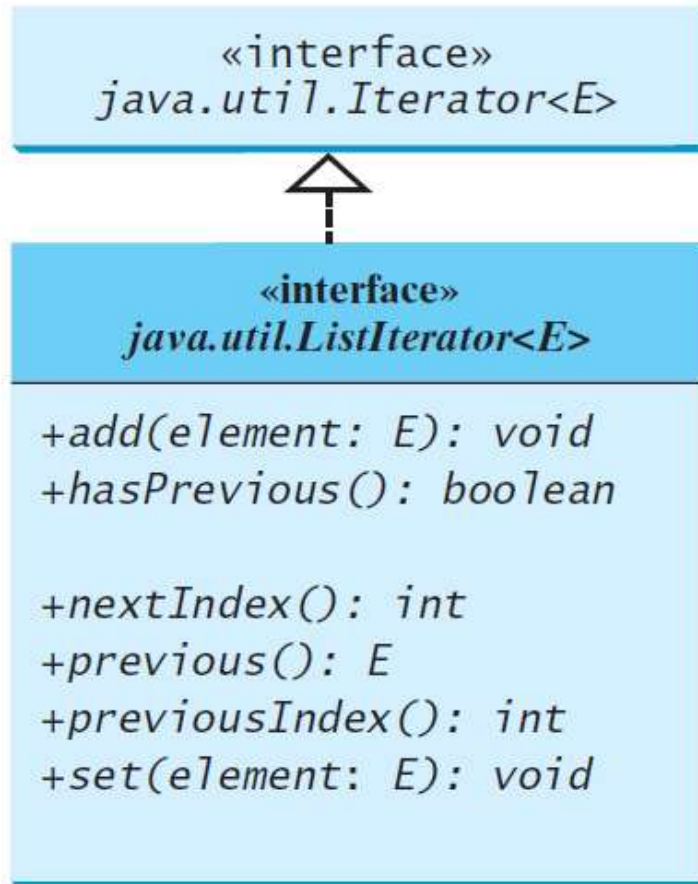 «interface»
java.util.Iterator<E>
«interface»
java.util.ListIterator<E>
+add(element: E): void
+hasPrevious(): boolean
+nextIndex(): int
+previous(): E
+previousIndex(): int
+set(element: E): void